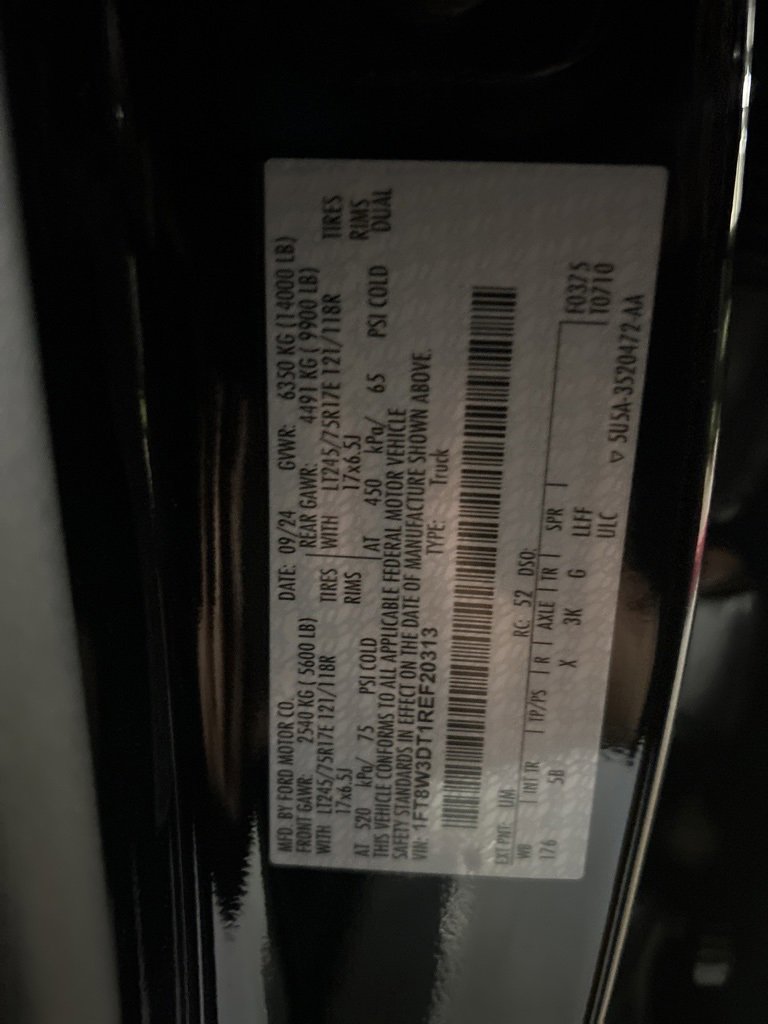 MFD. BY FORD MOTOR CO.
DATE: 09/24 GVWR: 6350 KG (14000 LB)
FRONT GAWR: 2540 KG ( 5600 LB) REAR GAWR: 4491 KG ( 9900 LB)
WITH LT245/75R17E 121/118R TIRES WITH LT245/75R17E 121/118R TIRES
17x6.5J RIMS 17x6.5J RIMS
AT 520 kPa/ 75 PSI COLD AT 450 kPa/ 65 PSI COLD DUAL
THIS VEHICLE CONFORMS TO ALL APPLICABLE FEDERAL MOTOR VEHICLE
SAFETY STANDARDS IN EFFECT ON THE DATE OF MANUFACTURE SHOWN ABOVE.
VIN: 1FT8W3DT1REF20313 TYPE: Truck
EXT PNT: UM RC: 52 DSO: F0375
WB INT TR TP/PS R AXLE TR SPR T0710
176 5B X 3K G LLFF
ULC 5U5A-3520472-AA